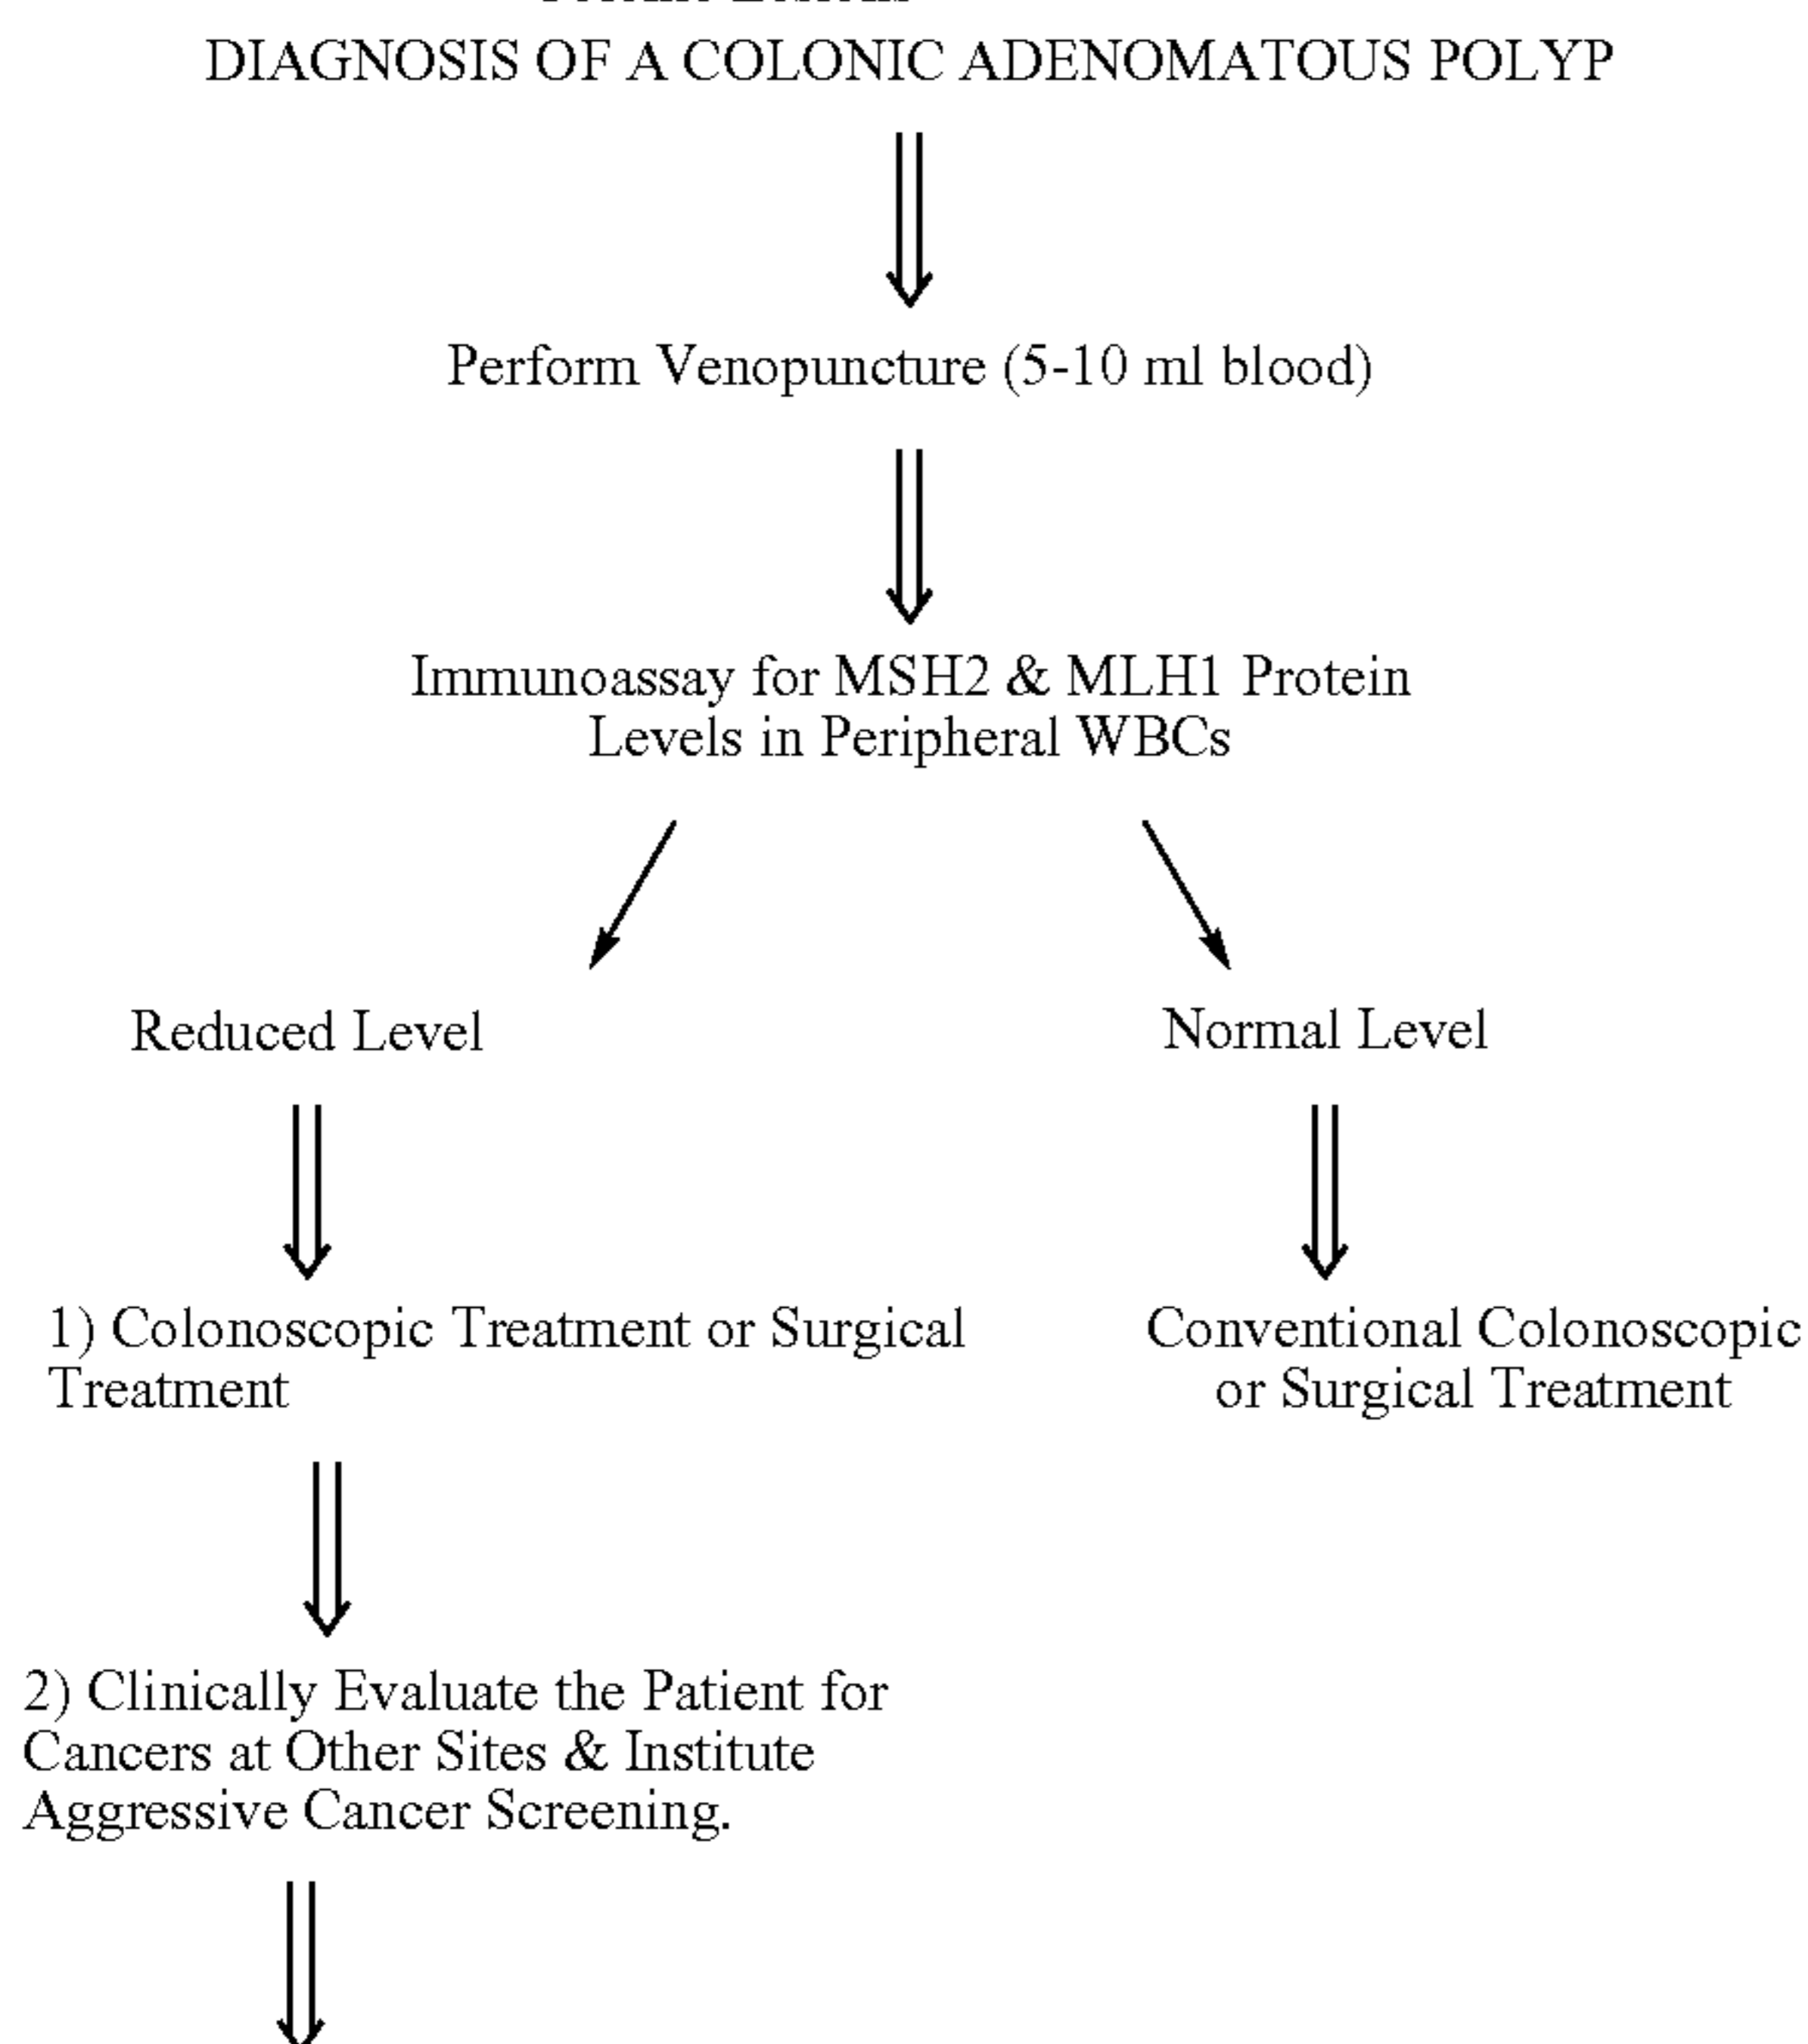 DIAGNOSIS OF A COLONIC ADENOMATOUS POLYP
Perform Venopuncture (5-10 ml blood)
Immunoassay for MSH2 & MLH1 Protein
Levels in Peripheral WBCs
Reduced Level
Normal Level
1) Colonoscopic Treatment or Surgical
Treatment
Conventional Colonoscopic
or Surgical Treatment
2) Clinically Evaluate the Patient for
Cancers at Other Sites & Institute
Aggressive Cancer Screening.